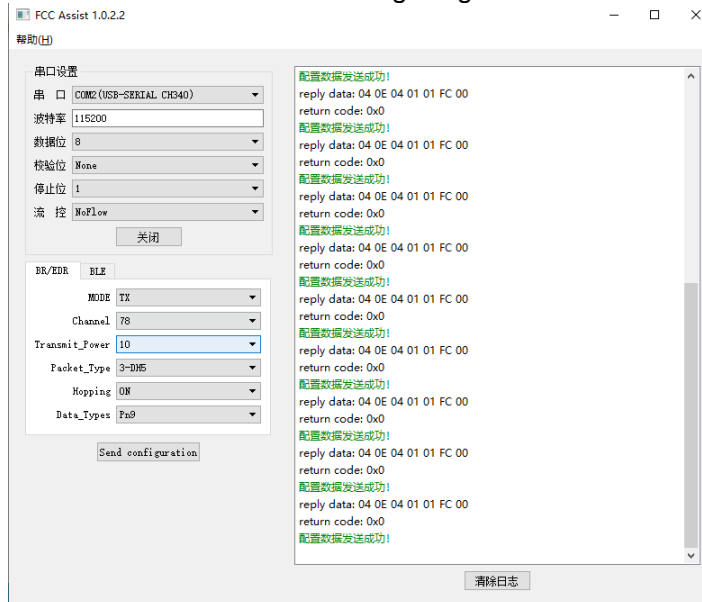 FCC Assist 1.0.2.2
帮助(H)
串口设置
串 口 COM2(USB-SERIAL CH340)
波特率 115200
数据位 8
校验位 None
停止位 1
流 控 NoFlow
关闭
BR/EDR BLE
MODE TX
Channel 78
Transmit_Power 10
Packet_Type 3-DH5
Hopping ON
Data_Types Pn9
Send configuration
配置数据发送成功!
reply data: 04 0E 04 01 01 FC 00
return code: 0x0
配置数据发送成功!
reply data: 04 0E 04 01 01 FC 00
return code: 0x0
配置数据发送成功!
reply data: 04 0E 04 01 01 FC 00
return code: 0x0
配置数据发送成功!
reply data: 04 0E 04 01 01 FC 00
return code: 0x0
配置数据发送成功!
reply data: 04 0E 04 01 01 FC 00
return code: 0x0
配置数据发送成功!
reply data: 04 0E 04 01 01 FC 00
return code: 0x0
配置数据发送成功!
reply data: 04 0E 04 01 01 FC 00
return code: 0x0
配置数据发送成功!
reply data: 04 0E 04 01 01 FC 00
return code: 0x0
配置数据发送成功!
reply data: 04 0E 04 01 01 FC 00
return code: 0x0
配置数据发送成功!
清除日志